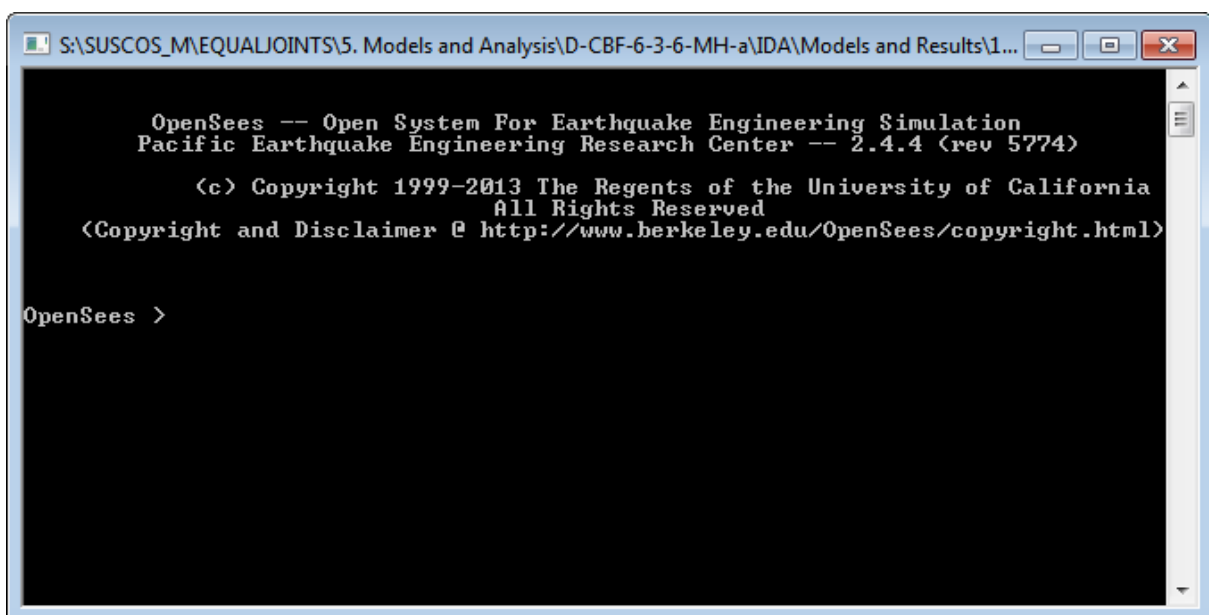 S:\SUSCOS_M\EQUALJOINTS\5. Models and Analysis\D-CBF-6-3-6-MH-a\IDA\Models and Results\1...
OpenSees -- Open System For Earthquake Engineering Simulation
Pacific Earthquake Engineering Research Center -- 2.4.4 (rev 5774)
(c) Copyright 1999-2013 The Regents of the University of California
All Rights Reserved
(Copyright and Disclaimer @ http://www.berkeley.edu/OpenSees/copyright.html)
OpenSees >